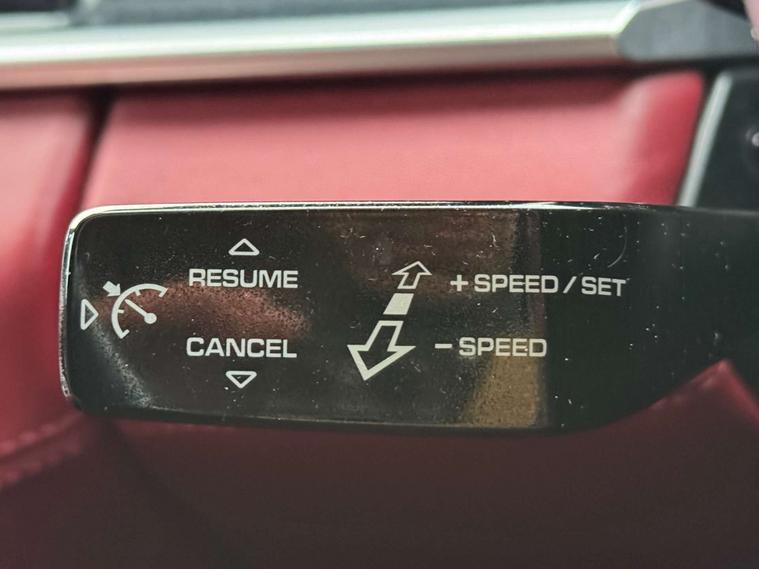 RESUME
+ SPEED / SET
CANCEL
– SPEED